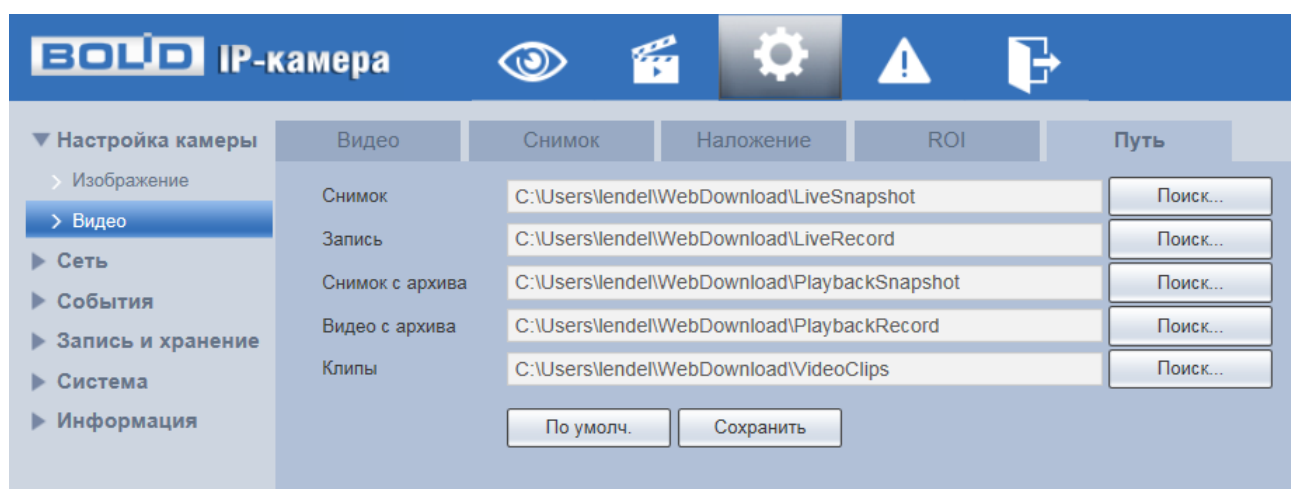 BOLID IP-камера
Настройка камеры
Изображение
Видео
Сеть
События
Запись и хранение
Система
Информация
Видео Снимок Наложение ROI Путь
Снимок C:\Users\lendel\WebDownload\LiveSnapshot Поиск...
Запись C:\Users\lendel\WebDownload\LiveRecord Поиск...
Снимок с архива C:\Users\lendel\WebDownload\PlaybackSnapshot Поиск...
Видео с архива C:\Users\lendel\WebDownload\PlaybackRecord Поиск...
Клипы C:\Users\lendel\WebDownload\VideoClips Поиск...
По умолч. Сохранить